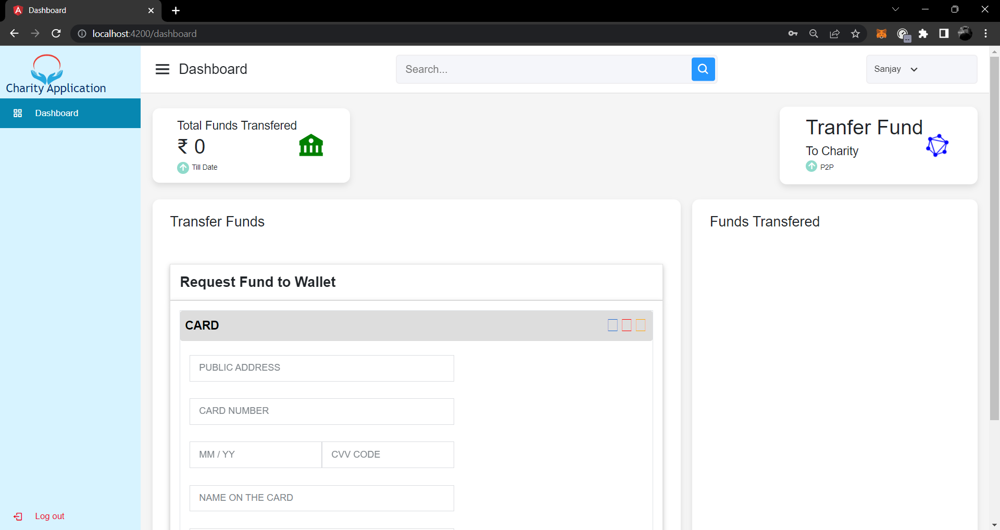 Dashboard
localhost:4200/dashboard
Charity Application
Dashboard
Search...
Sanjay
Dashboard
Total Funds Transfered
₹ 0
Till Date
Tranfer Fund
To Charity
P2P
Transfer Funds
Funds Transfered
Request Fund to Wallet
CARD
PUBLIC ADDRESS
CARD NUMBER
MM / YY
CVV CODE
NAME ON THE CARD
Log out